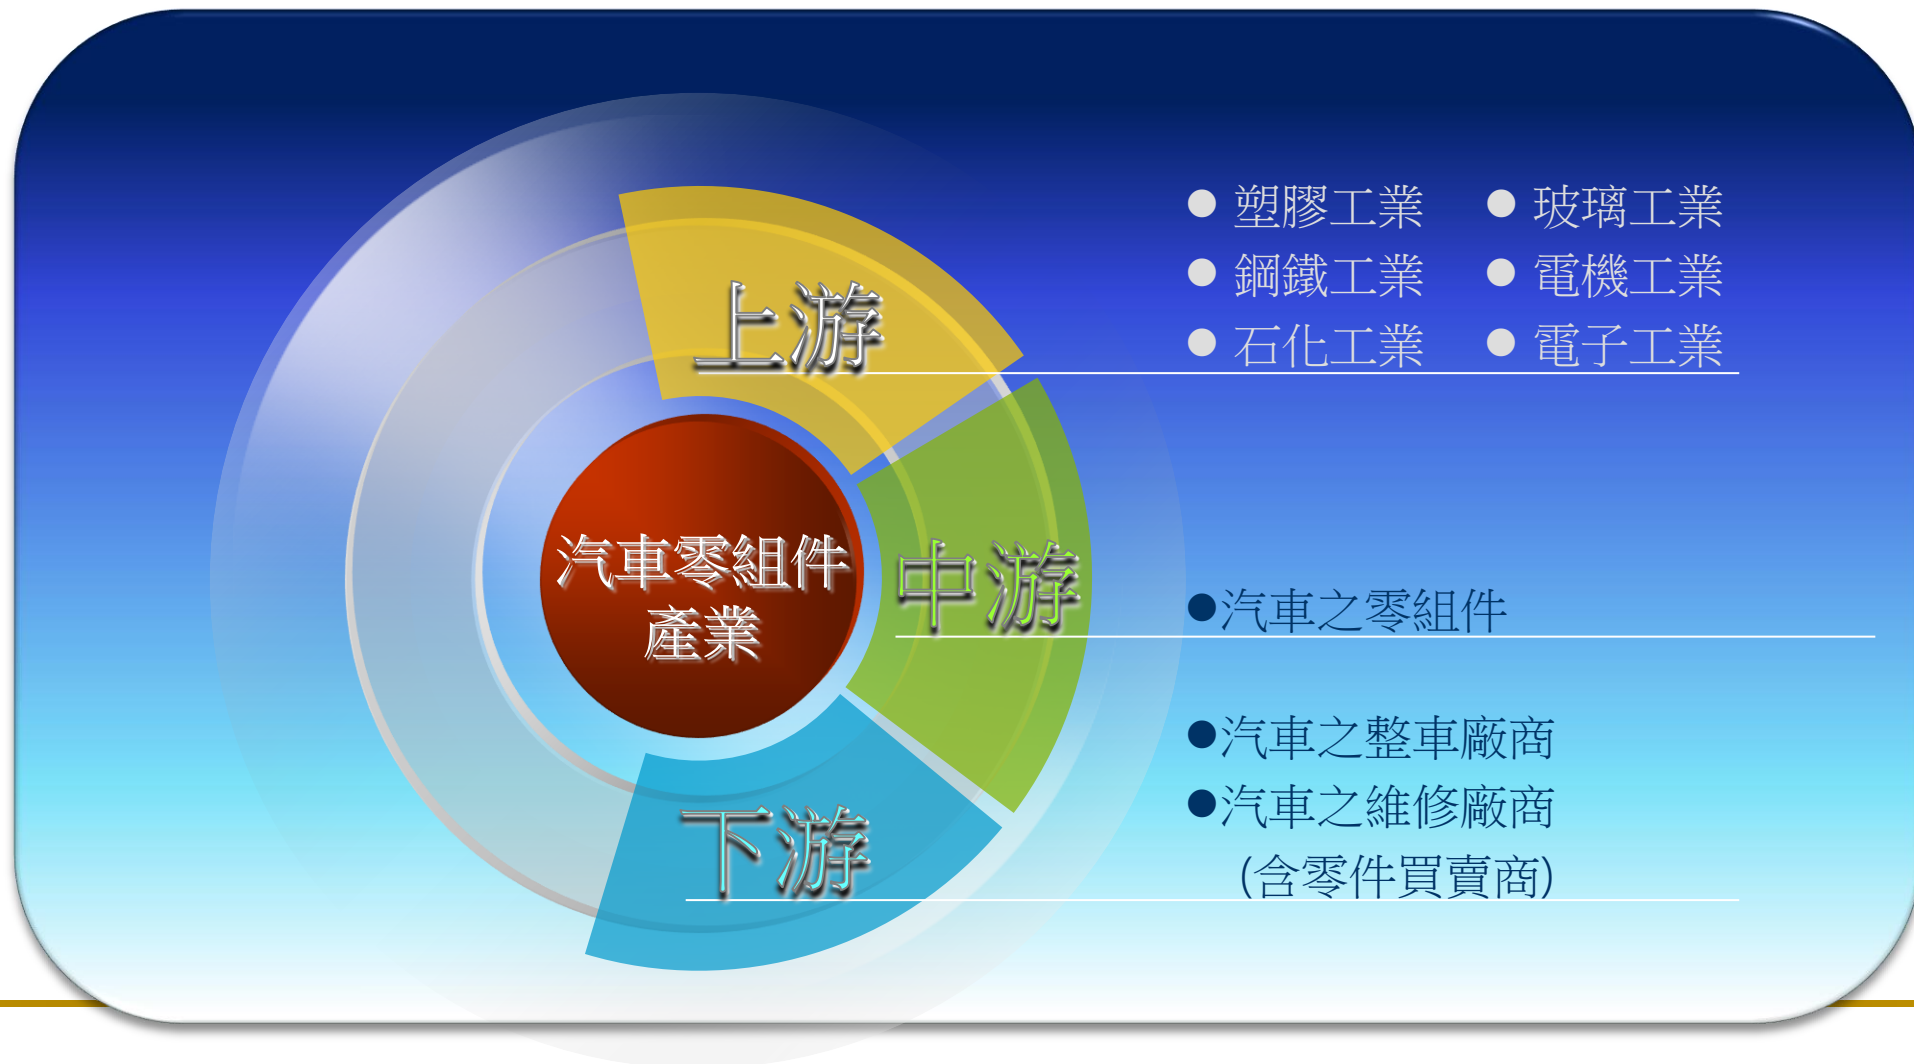 ● 塑膠工業 ● 玻璃工業
● 鋼鐵工業 ● 電機工業
● 石化工業 ● 電子工業
上游
汽車零組件
產業
中游
●汽車之零組件
●汽車之整車廠商
●汽車之維修廠商
(含零件買賣商)
下游